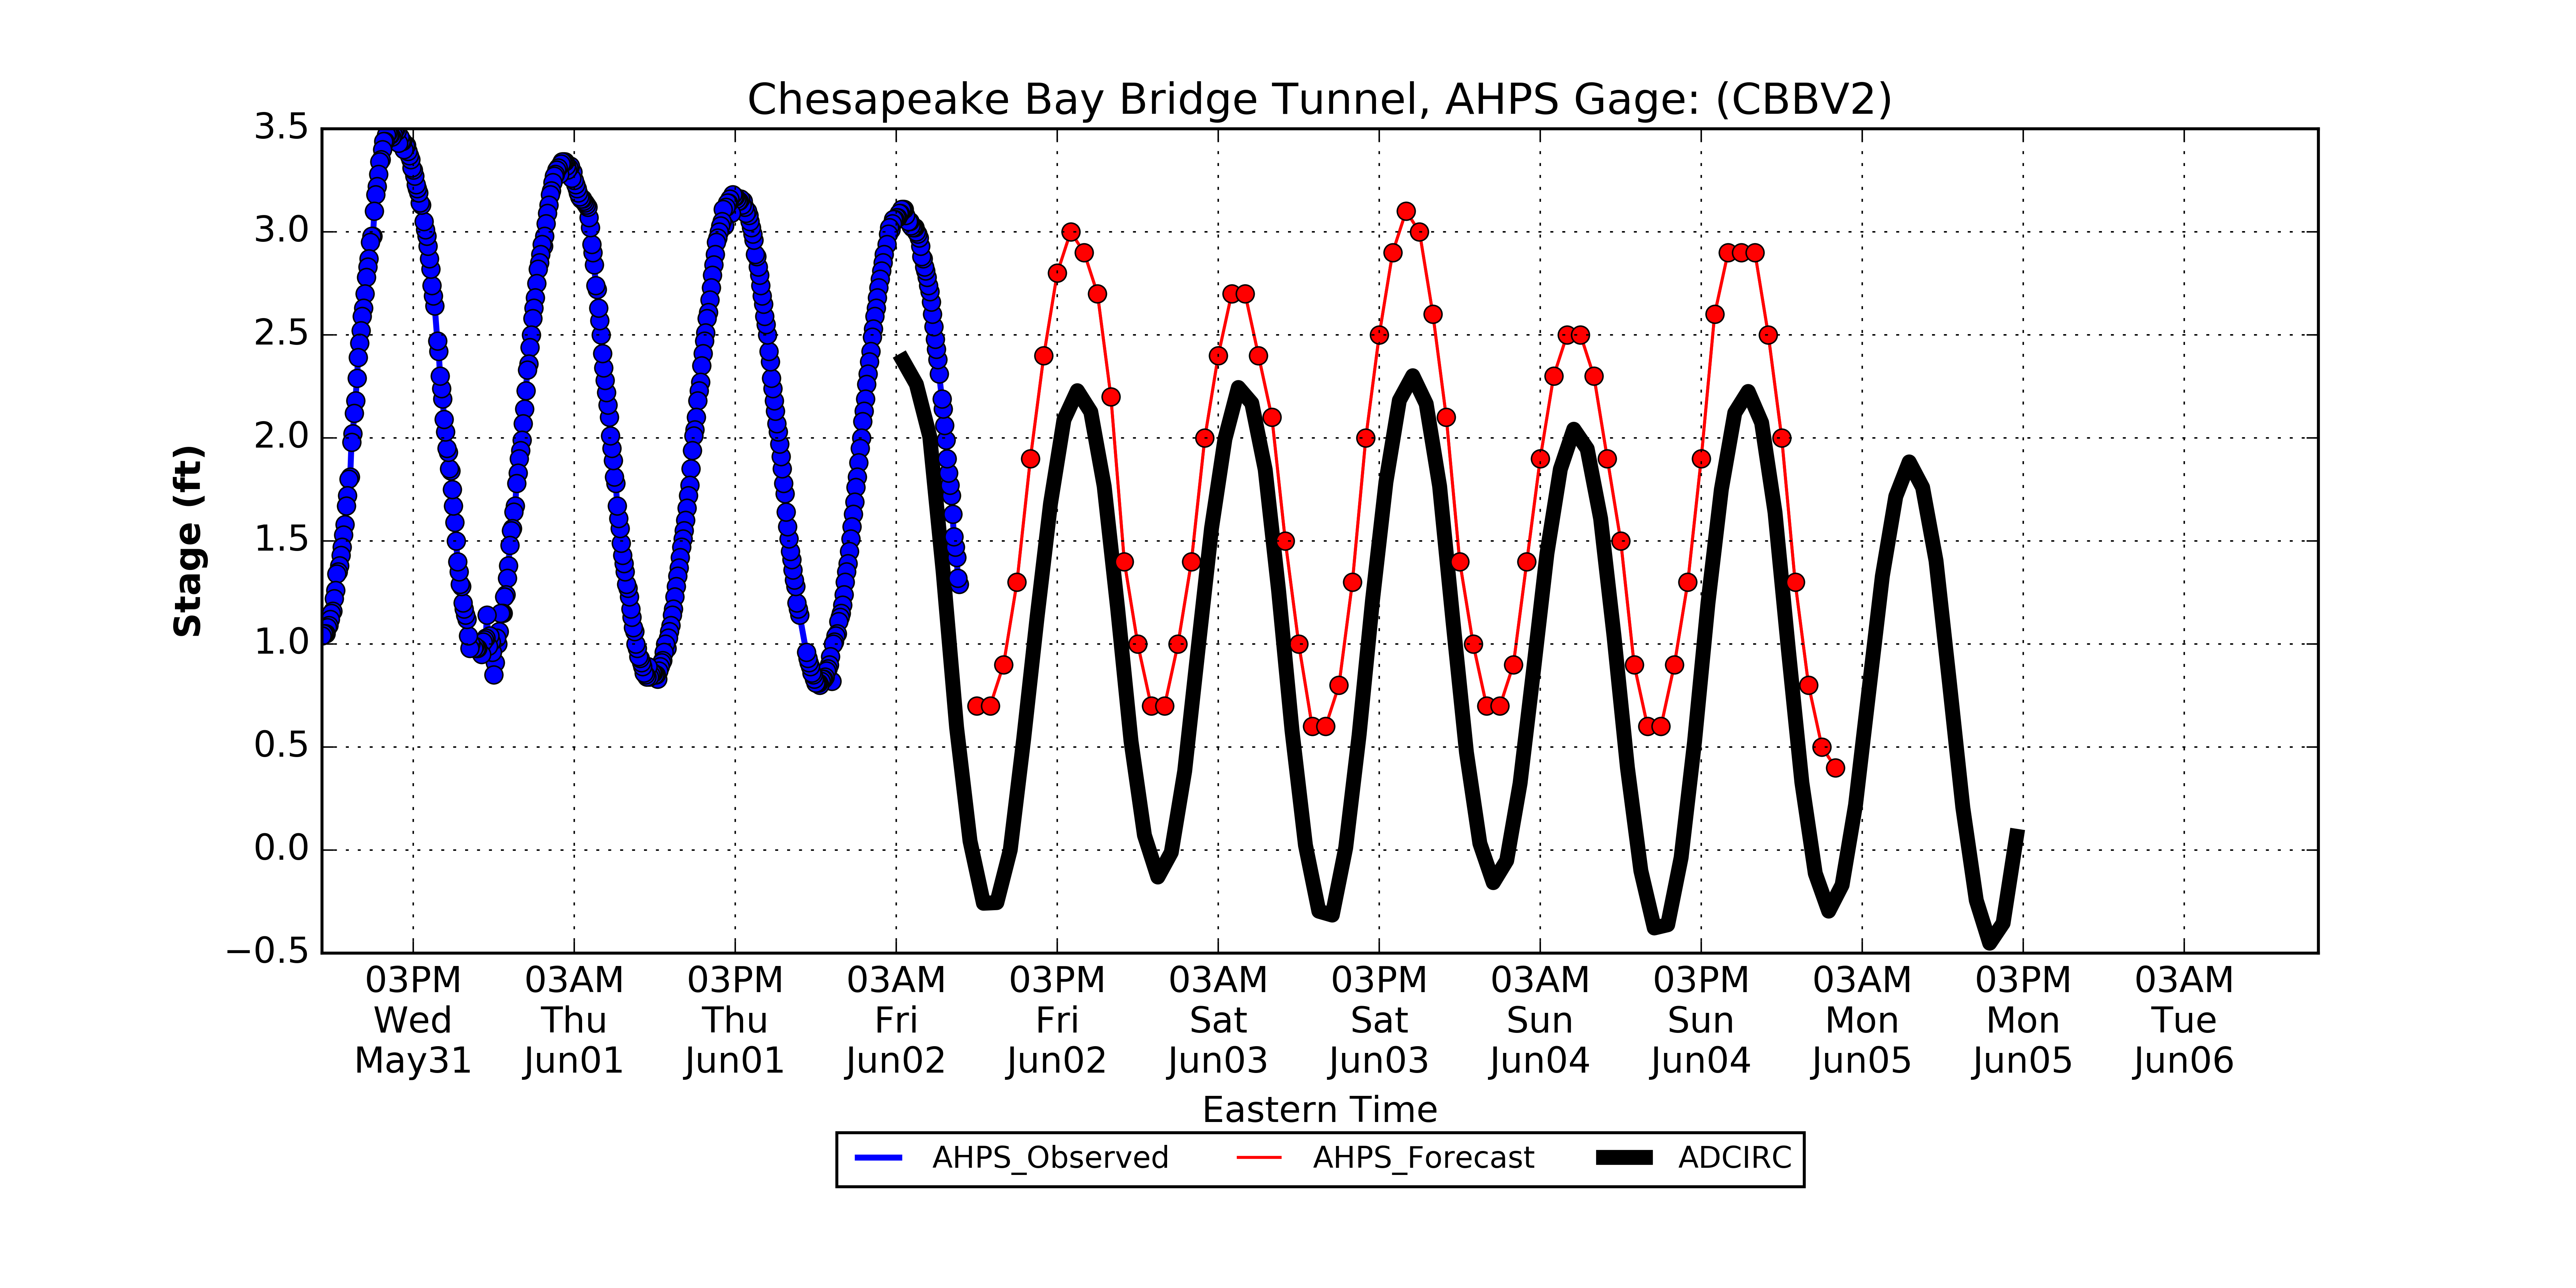 Chesapeake Bay Bridge Tunnel, AHPS Gage: (CBBV2)
3.5
3.0
2.5
2.0
1.5
1.0
0.5
0.0
−0.5
Stage (ft)
03PM 03AM 03PM 03AM 03PM 03AM 03PM 03AM 03PM 03AM 03PM 03AM
Wed Thu Thu Fri Fri Sat Sat Sun Sun Mon Mon Tue
May31 Jun01 Jun01 Jun02 Jun02 Jun03 Jun03 Jun04 Jun04 Jun05 Jun05 Jun06
Eastern Time
AHPS_Observed AHPS_Forecast ADCIRC